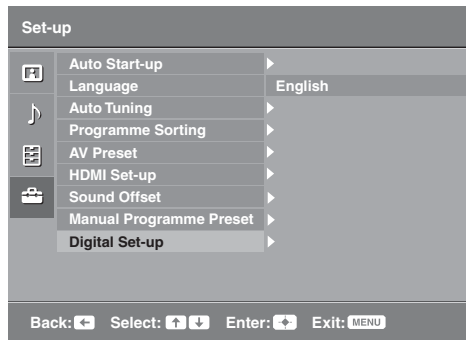 Set-up
Auto Start-up
Language English
Auto Tuning
Programme Sorting
AV Preset
HDMI Set-up
Sound Offset
Manual Programme Preset
Digital Set-up
Back: Select: Enter: Exit: MENU